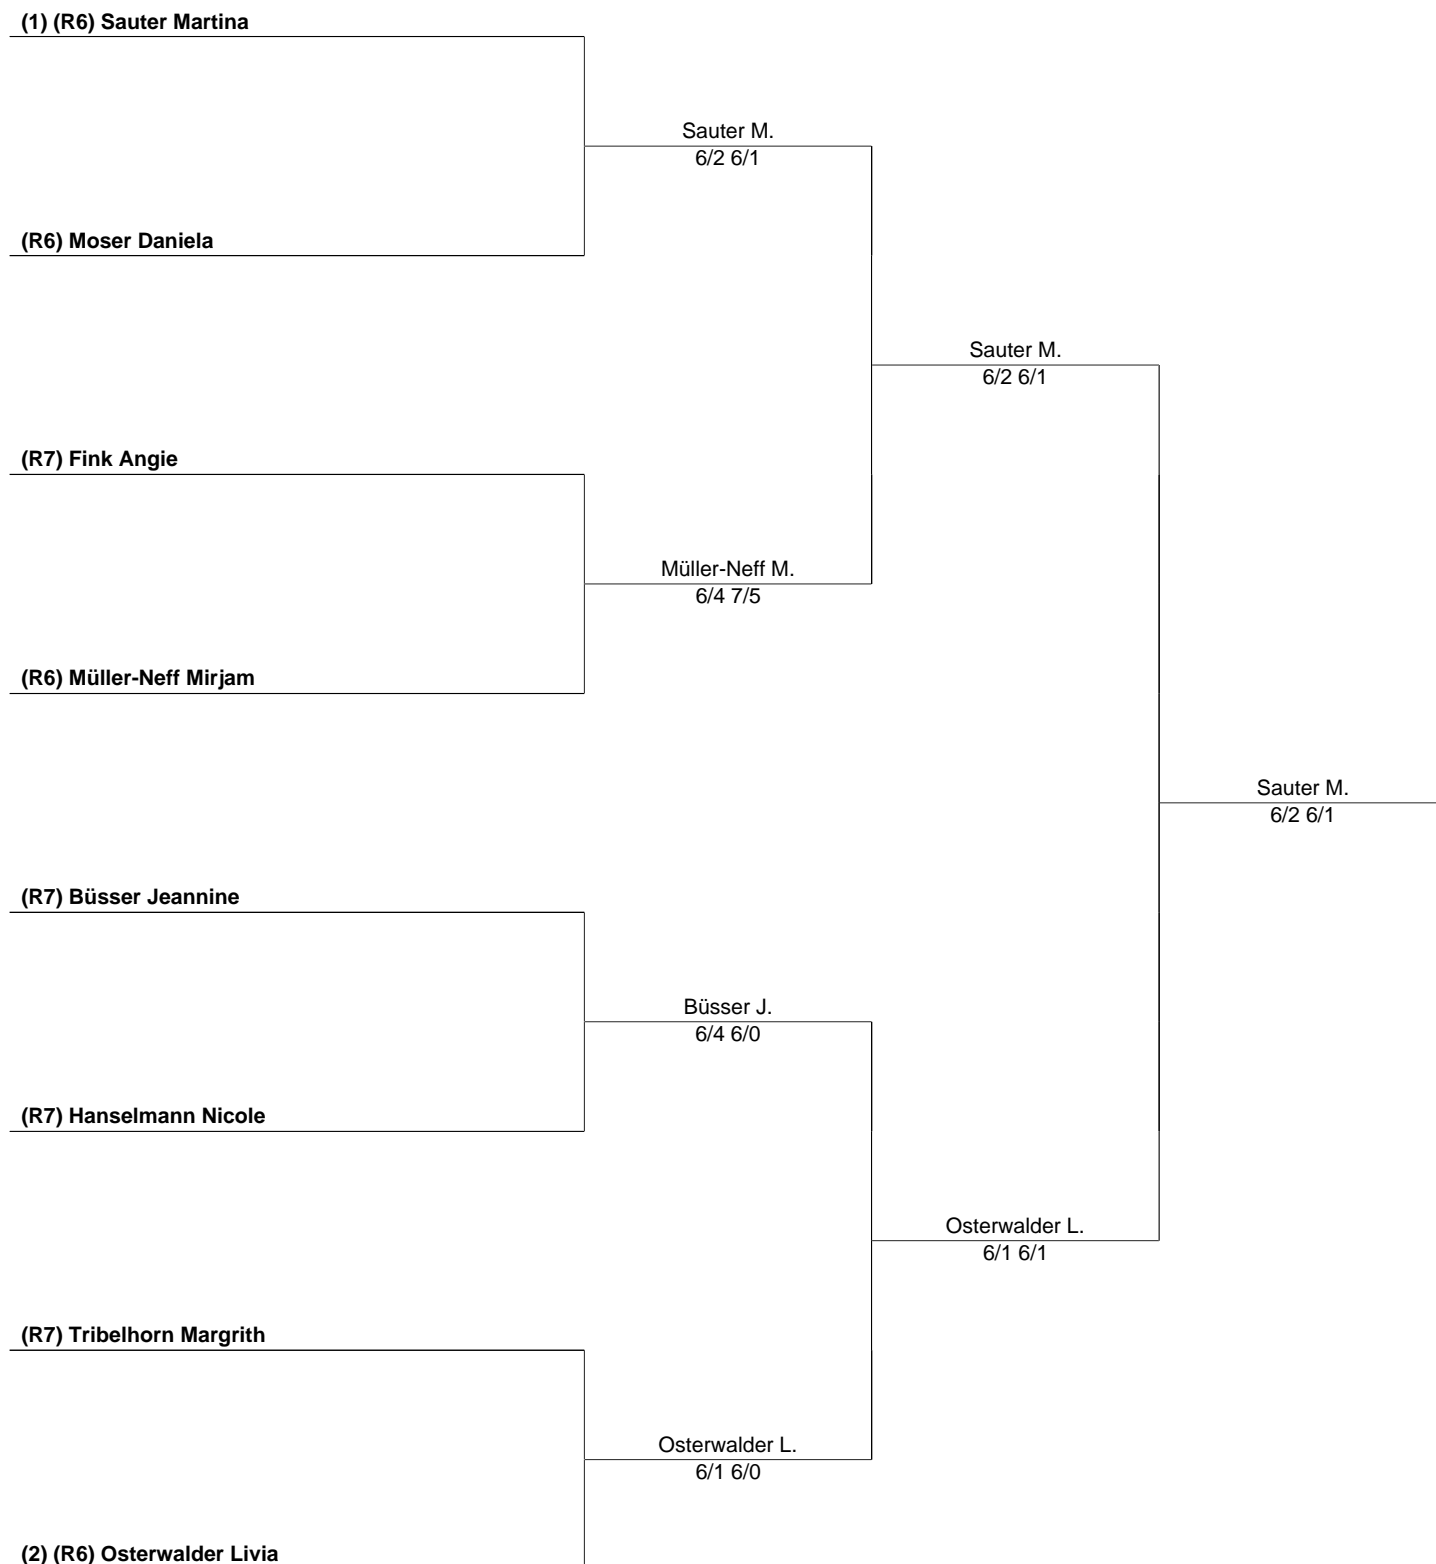 (1) (R6) Sauter Martina
Sauter M.
6/2 6/1
(R6) Moser Daniela
Sauter M.
6/2 6/1
(R7) Fink Angie
Müller-Neff M.
6/4 7/5
(R6) Müller-Neff Mirjam
Sauter M.
6/2 6/1
(R7) Büsser Jeannine
Büsser J.
6/4 6/0
(R7) Hanselmann Nicole
Osterwalder L.
6/1 6/1
(R7) Tribelhorn Margrith
Osterwalder L.
6/1 6/0
(2) (R6) Osterwalder Livia